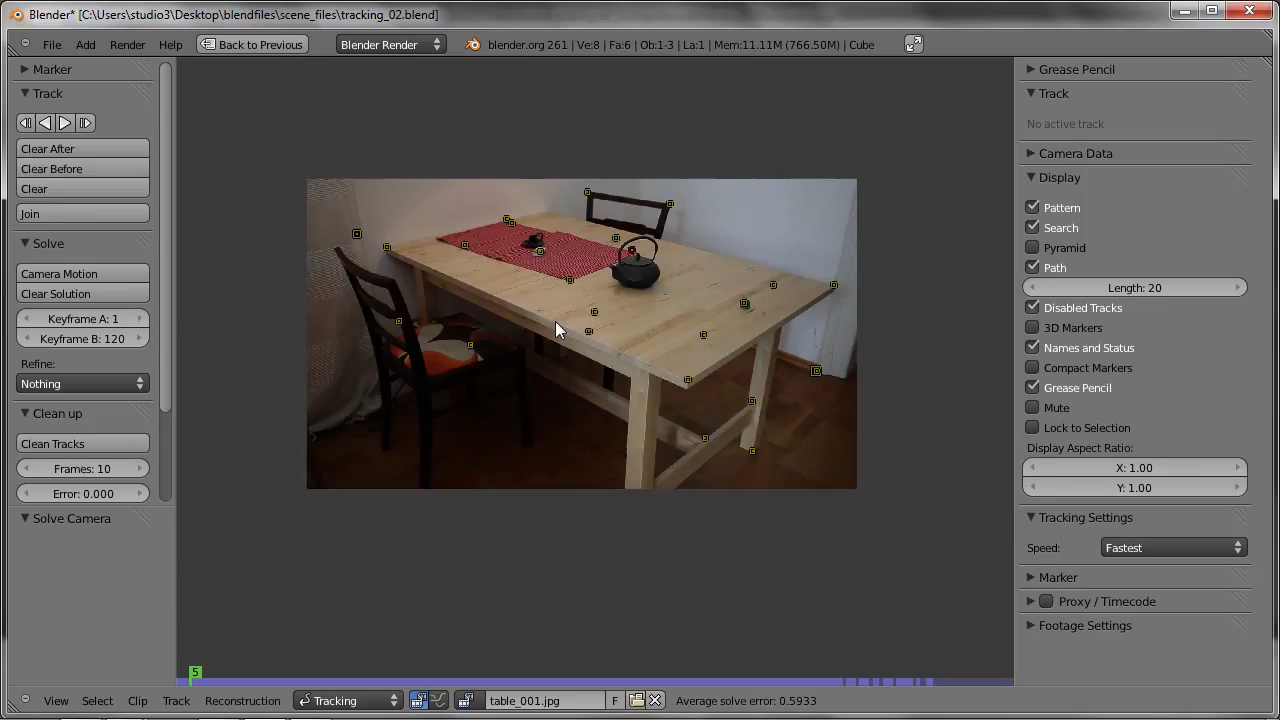 Blender* [C:\Users\studio3\Desktop\blendfiles\scene_files\tracking_02.blend]
File Add Render Help Back to Previous Blender Render blender.org 261 | Ve:8 | Fa:6 | Ob:1-3 | La:1 | Mem:11.11M (766.50M) | Cube
Marker
Track
Clear After
Clear Before
Clear
Join
Solve
Camera Motion
Clear Solution
Keyframe A: 1
Keyframe B: 120
Refine:
Nothing
Clean up
Clean Tracks
Frames: 10
Error: 0.000
Solve Camera
Grease Pencil
Track
No active track
Camera Data
Display
Pattern
Search
Pyramid
Path
Length: 20
Disabled Tracks
3D Markers
Names and Status
Compact Markers
Grease Pencil
Mute
Lock to Selection
Display Aspect Ratio:
X: 1.00
Y: 1.00
Tracking Settings
Speed: Fastest
Marker
Proxy / Timecode
Footage Settings
5
View Select Clip Track Reconstruction Tracking table_001.jpg F Average solve error: 0.5933